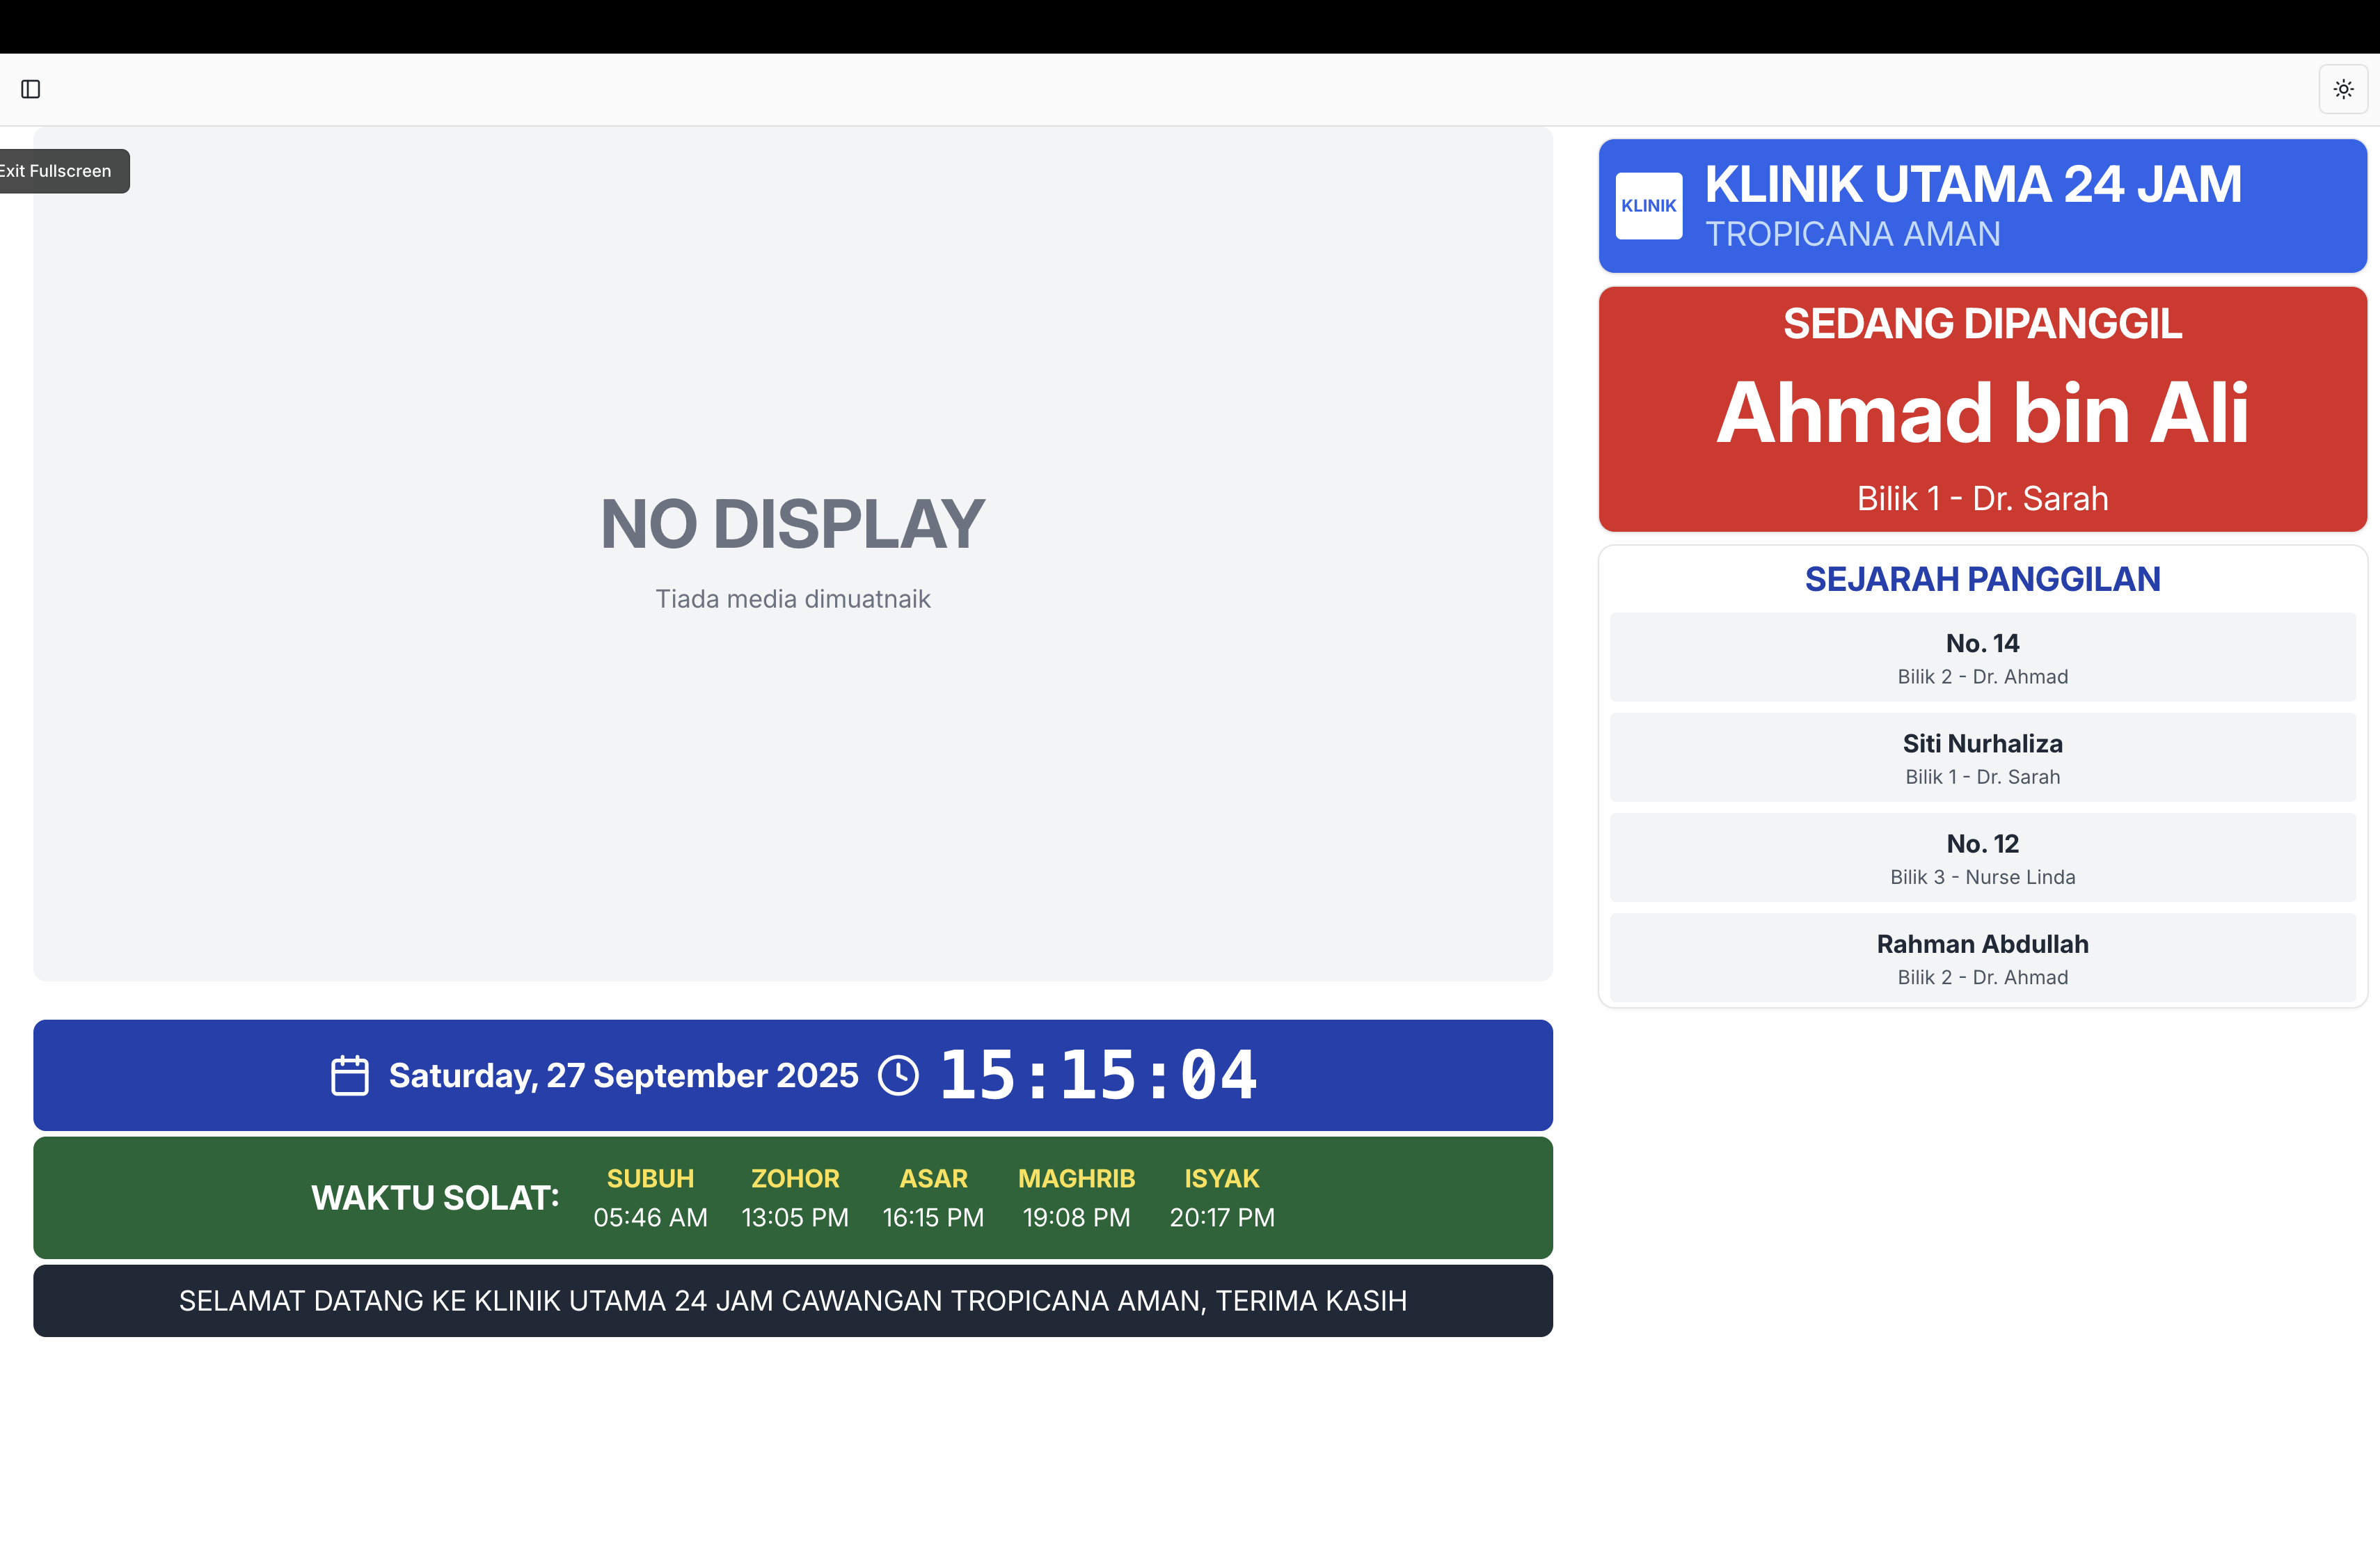 Exit Fullscreen
NO DISPLAY
Tiada media dimuatnaik
Saturday, 27 September 2025 15:15:04
WAKTU SOLAT:
SUBUH ZOHOR ASAR MAGHRIB ISYAK
05:46 AM 13:05 PM 16:15 PM 19:08 PM 20:17 PM
SELAMAT DATANG KE KLINIK UTAMA 24 JAM CAWANGAN TROPICANA AMAN, TERIMA KASIH
KLINIK
KLINIK UTAMA 24 JAM
TROPICANA AMAN
SEDANG DIPANGGIL
Ahmad bin Ali
Bilik 1 - Dr. Sarah
SEJARAH PANGGILAN
No. 14
Bilik 2 - Dr. Ahmad
Siti Nurhaliza
Bilik 1 - Dr. Sarah
No. 12
Bilik 3 - Nurse Linda
Rahman Abdullah
Bilik 2 - Dr. Ahmad